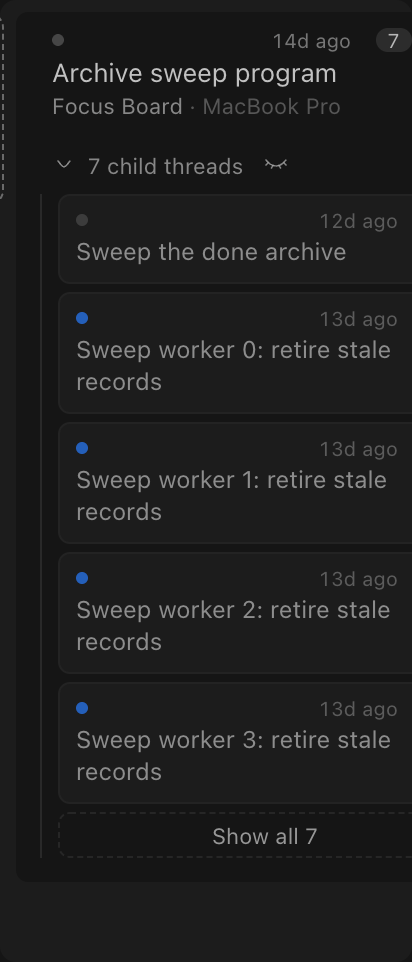 14d ago 7
Archive sweep program
Focus Board · MacBook Pro
7 child threads
12d ago
Sweep the done archive
13d ago
Sweep worker 0: retire stale
records
13d ago
Sweep worker 1: retire stale
records
13d ago
Sweep worker 2: retire stale
records
13d ago
Sweep worker 3: retire stale
records
Show all 7